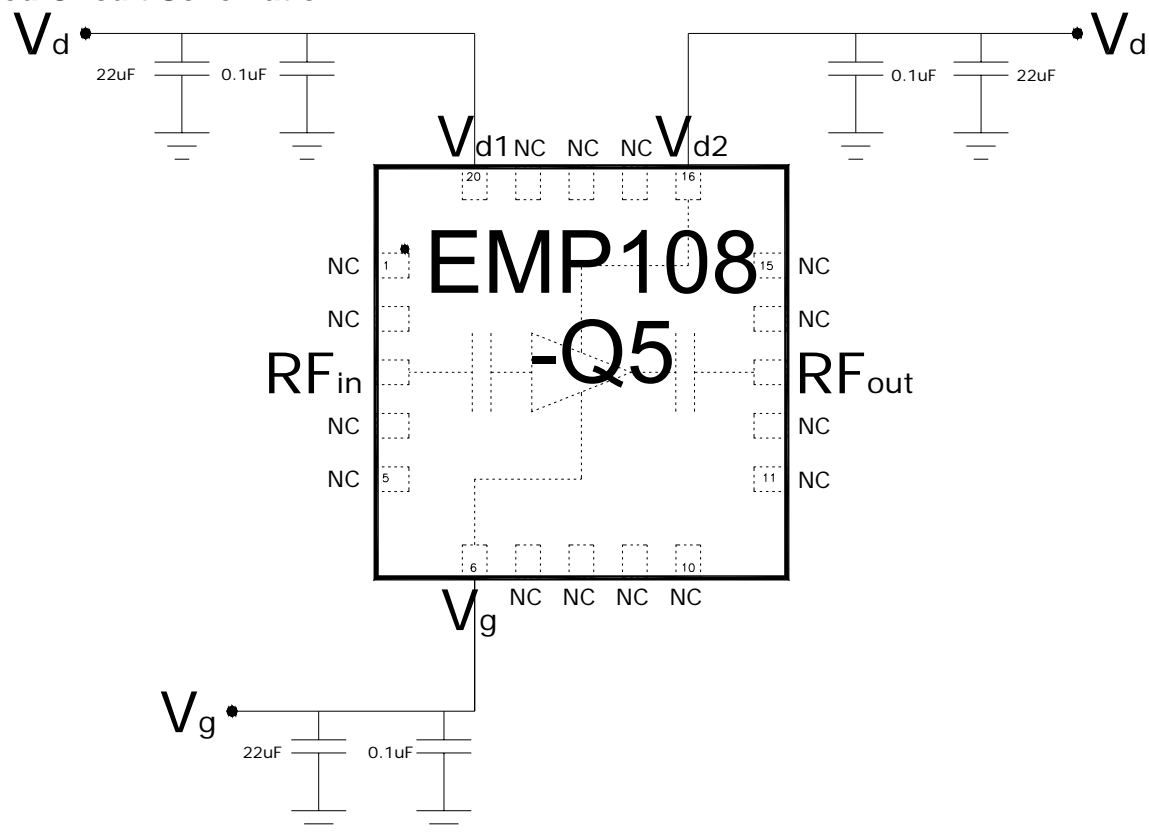 Vd
Vd
22uF
0.1uF
0.1uF
22uF
Vd1
NC
NC
NC
Vd2
20
16
EMP108
-Q5
NC
1
15
NC
NC
NC
RFin
RFout
NC
NC
NC
5
11
NC
6
10
Vg
NC
NC
NC
NC
Vg
22uF
0.1uF